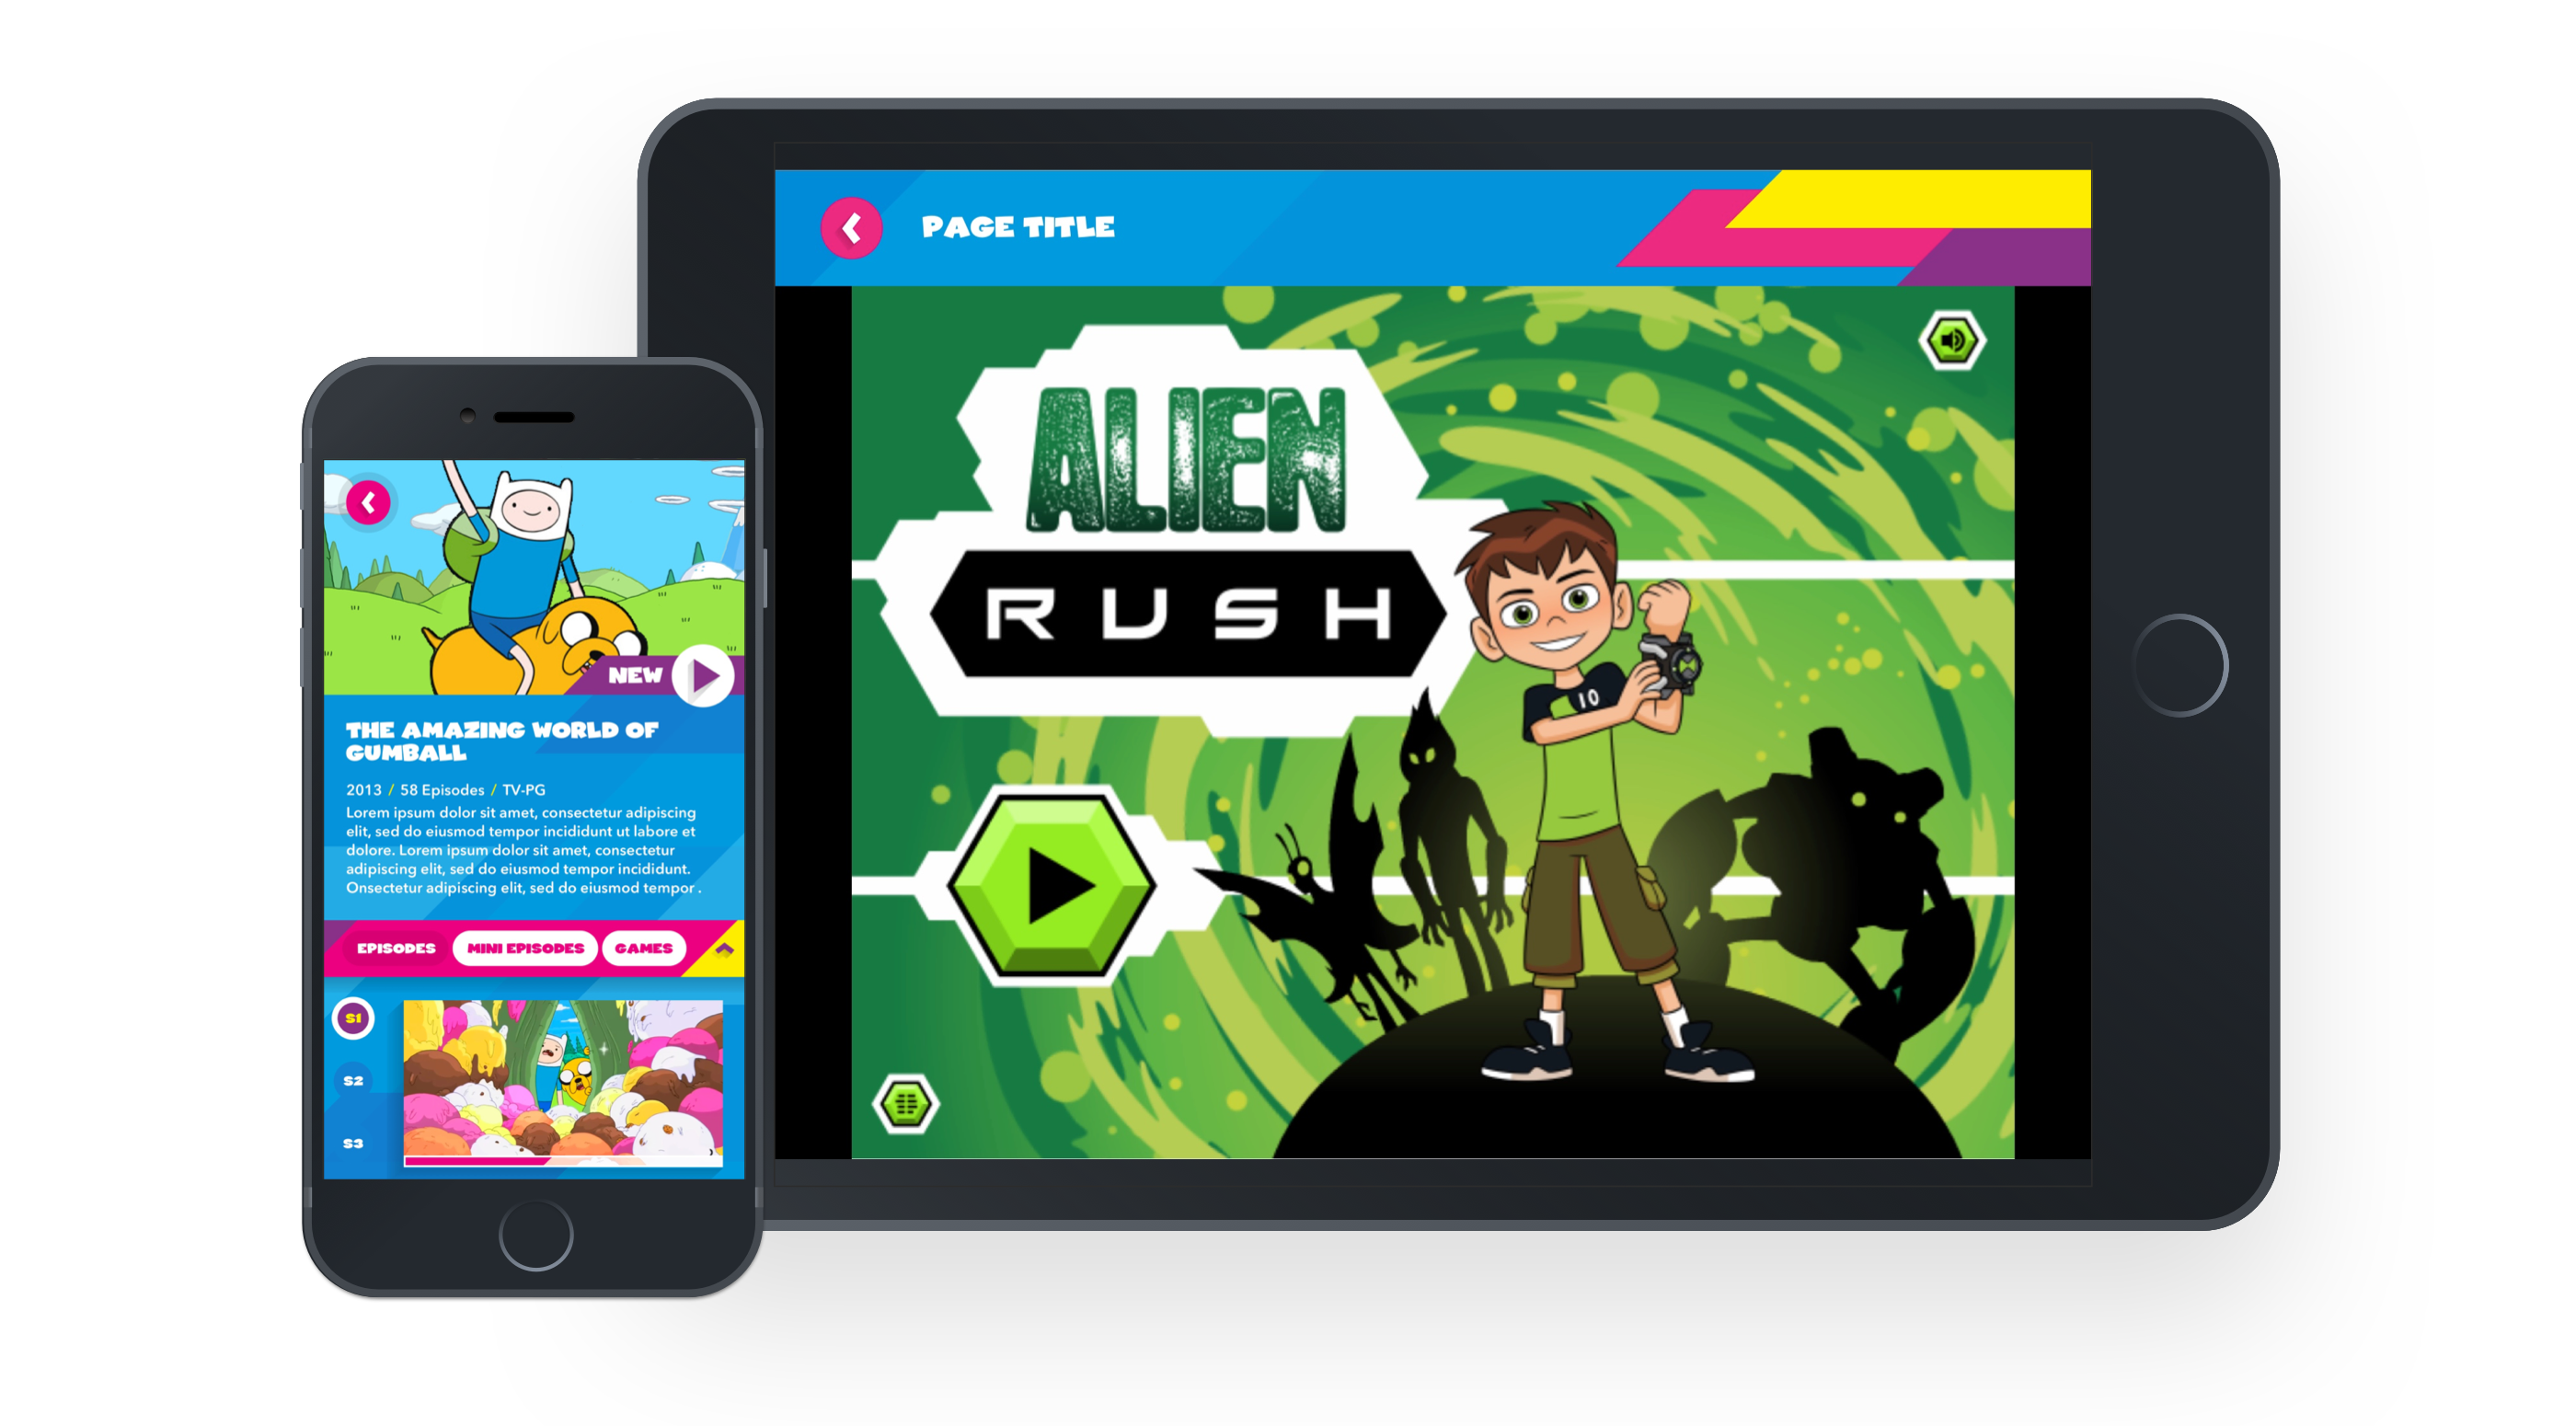 PAGE TITLE
ALIEN
RUSH
10
NEW
THE AMAZING WORLD OF
GUMBALL
2013 / 58 Episodes / TV-PG
Lorem ipsum dolor sit amet, consectetur adipiscing
elit, sed do eiusmod tempor incididunt ut labore et
dolore. Lorem ipsum dolor sit amet, consectetur
adipiscing elit, sed do eiusmod tempor incididunt.
Onsectetur adipiscing elit, sed do eiusmod tempor .
EPISODES MINI EPISODES GAMES
S1
S2
S3